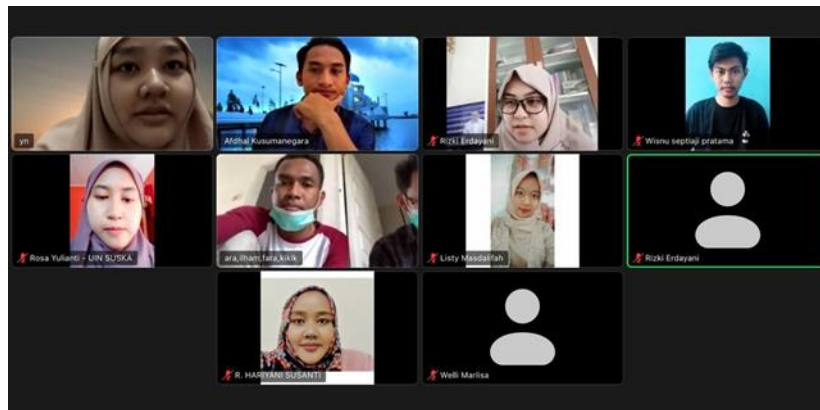 yn
Afdhal Kusumanegara
Rizki Erdayani
Wisnu septiaji pratama
Rosa Yulianti - UIN SUSKA
ara,ilham,fara,kikik
Listy Masdalifah
Rizki Erdayani
R. HARIYANI SUSANTI
Welli Marlisa